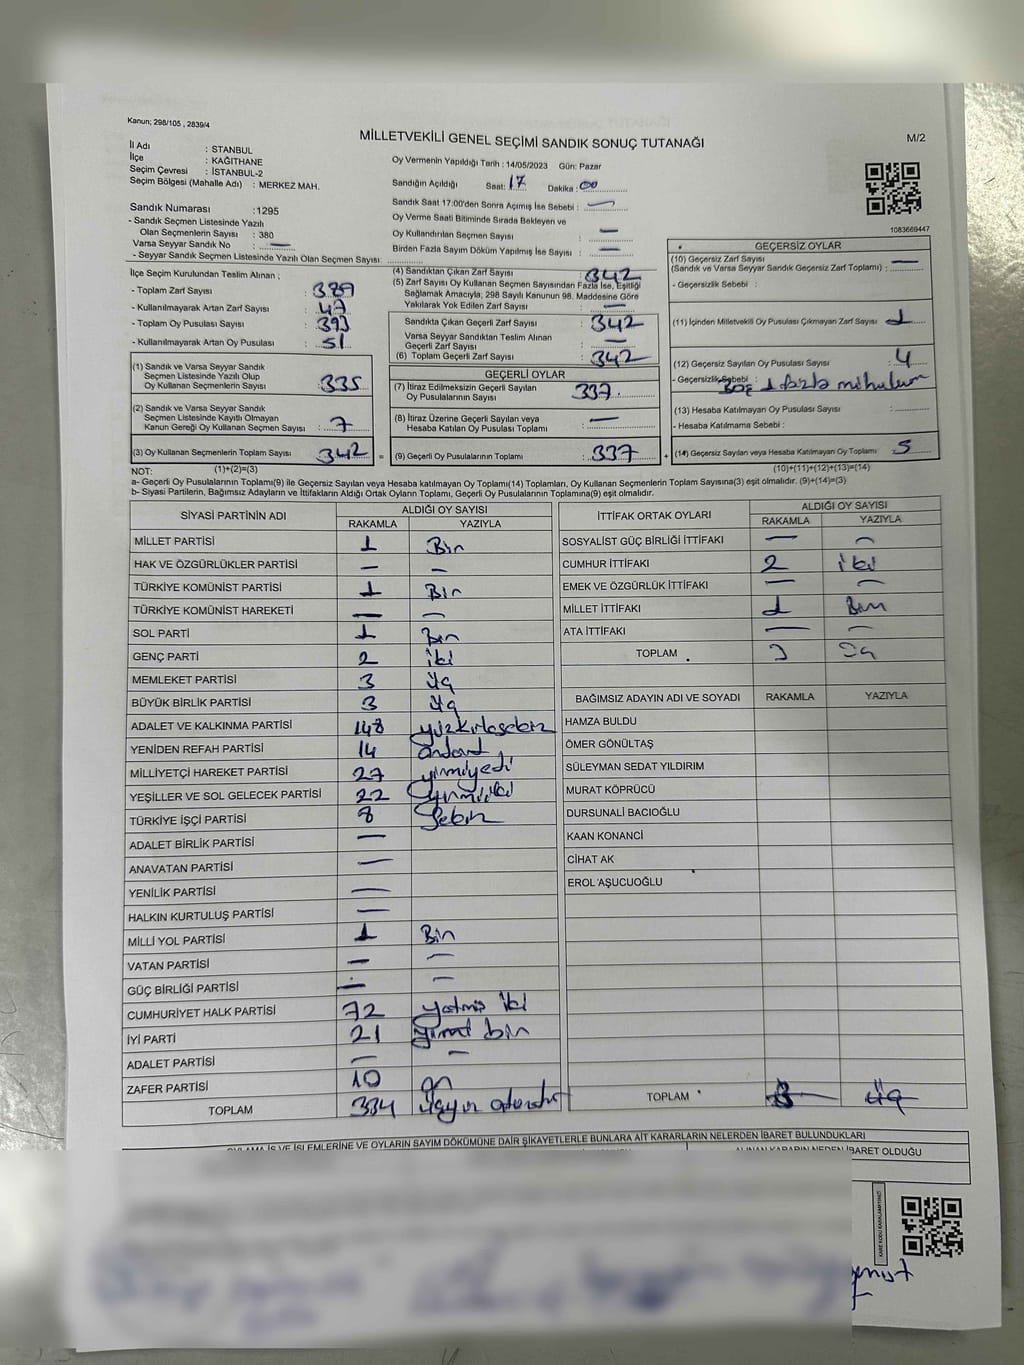 Kanun; 298/105 , 2839/4
MİLLETVEKİLİ GENEL SEÇİMİ SANDIK SONUÇ TUTANAĞI
M/2
İl Adı : STANBUL
İlçe : KAĞITHANE
Seçim Çevresi : İSTANBUL-2
Seçim Bölgesi (Mahalle Adı) : MERKEZ MAH.
Oy Vermenin Yapıldığı Tarih : 14/05/2023 Gün: Pazar
Sandığın Açıldığı Saat: 17 Dakika : 00
Sandık Saat 17:00'den Sonra Açımış İse Sebebi : —
Oy Verme Saati Bitiminde Sırada Bekleyen ve
Oy Kullandırılan Seçmen Sayısı : —
Birden Fazla Sayım Döküm Yapılmış İse Sayısı : —
1083669447
Sandık Numarası : 1295
- Sandık Seçmen Listesinde Yazılı
Olan Seçmenlerin Sayısı : 380
Varsa Seyyar Sandık No : —
- Seyyar Sandık Listesinde Yazılı Olan Seçmen Sayısı:
İlçe Seçim Kurulundan Teslim Alınan ;
- Toplam Zarf Sayısı : 389
- Kullanılmayarak Artan Zarf Sayısı : 47
- Toplam Oy Pusulası Sayısı : 393
- Kullanılmayarak Artan Oy Pusulası : 51
(1) Sandık ve Varsa Seyyar Sandık
Seçmen Listesinde Yazılı Olup
Oy Kullanan Seçmenlerin Sayısı : 335
(2) Sandık ve Varsa Seyyar Sandık
Seçmen Listesinde Kayıtlı Olmayan
Kanun Gereği Oy Kullanan Seçmen Sayısı : 7
(3) Oy Kullanan Seçmenlerin Toplam Sayısı : 342
(4) Sandıktan Çıkan Zarf Sayısı : 342
(5) Zarf Sayısı Oy Kullanan Seçmen Sayısından Fazla İse, Eşitliği
Sağlamak Amacıyla; 298 Sayılı Kanunun 98. Maddesine Göre
Yakılarak Yok Edilen Zarf Sayısı : —
Sandıkta Çıkan Geçerli Zarf Sayısı : 342
Varsa Seyyar Sandıktan Teslim Alınan
Geçerli Zarf Sayısı : —
(6) Toplam Geçerli Zarf Sayısı : 342
GEÇERLİ OYLAR
(7) İtiraz Edilmeksizin Geçerli Sayılan
Oy Pusulalarının Sayısı : 337
(8) İtiraz Üzerine Geçerli Sayılan veya
Hesaba Katılan Oy Pusulası Toplamı : —
= (9) Geçerli Oy Pusulalarının Toplamı : 337
GEÇERSİZ OYLAR
(10) Geçersiz Zarf Sayısı
(Sandık ve Varsa Seyyar Sandık Geçersiz Zarf Toplamı) : —
- Geçersizlik Sebebi :
(11) İçinden Milletvekili Oy Pusulası Çıkmayan Zarf Sayısı : 1
(12) Geçersiz Sayılan Oy Pusulası Sayısı : 4
- Geçersizlik Sebebi : 1 fazla mühür
(13) Hesaba Katılmayan Oy Pusulası Sayısı :
- Hesaba Katılmama Sebebi :
+ (14) Geçersiz Sayılan veya Hesaba Katılmayan Oy Toplamı : 5
NOT: (1)+(2)=(3) (10)+(11)+(12)+(13)=(14)
a- Geçerli Oy Pusulalarının Toplamı(9) ile Geçersiz Sayılan veya Hesaba katılmayan Oy Toplamı(14) Toplamları, Oy Kullanan Seçmenlerin Toplam Sayısına(3) eşit olmalıdır. (9)+(14)=(3)
b- Siyasi Partilerin, Bağımsız Adayların ve İttifakların Aldığı Ortak Oyların Toplamı, Geçerli Oy Pusulalarının Toplamına(9) eşit olmalıdır.
SİYASİ PARTİNİN ADI ALDIĞI OY SAYISI
RAKAMLA YAZIYLA
MİLLET PARTİSİ 1 Bir
HAK VE ÖZGÜRLÜKLER PARTİSİ — —
TÜRKİYE KOMÜNİST PARTİSİ 1 Bir
TÜRKİYE KOMÜNİST HAREKETİ — —
SOL PARTİ 1 Bir
GENÇ PARTİ 2 iki
MEMLEKET PARTİSİ 3 üç
BÜYÜK BİRLİK PARTİSİ 3 üç
ADALET VE KALKINMA PARTİSİ 148 yüzkırksekiz
YENİDEN REFAH PARTİSİ 14 ondört
MİLLİYETÇİ HAREKET PARTİSİ 27 yirmiyedi
YEŞİLLER VE SOL GELECEK PARTİSİ 22 yirmiiki
TÜRKİYE İŞÇİ PARTİSİ 8 Sekiz
ADALET BİRLİK PARTİSİ —
ANAVATAN PARTİSİ —
YENİLİK PARTİSİ —
HALKIN KURTULUŞ PARTİSİ —
MİLLİ YOL PARTİSİ 1 Bir
VATAN PARTİSİ — —
GÜÇ BİRLİĞİ PARTİSİ — —
CUMHURİYET HALK PARTİSİ 72 yetmiş iki
İYİ PARTİ 21 yirmi bir
ADALET PARTİSİ — —
ZAFER PARTİSİ 10 on
TOPLAM 334 üçyüz otuzdört
İTTİFAK ORTAK OYLARI ALDIĞI OY SAYISI
RAKAMLA YAZIYLA
SOSYALİST GÜÇ BİRLİĞİ İTTİFAKI — —
CUMHUR İTTİFAKI 2 iki
EMEK VE ÖZGÜRLÜK İTTİFAKI — —
MİLLET İTTİFAKI 1 Bir
ATA İTTİFAKI — —
TOPLAM 3 üç
BAĞIMSIZ ADAYIN ADI VE SOYADI RAKAMLA YAZIYLA
HAMZA BULDU
ÖMER GÖNÜLTAŞ
SÜLEYMAN SEDAT YILDIRIM
MURAT KÖPRÜCÜ
DURSUNALİ BACIOĞLU
KAAN KONANCİ
CİHAT AK
EROL AŞUCUOĞLU
TOPLAM 3 üç
OYLAMA İŞ VE İŞLEMLERİNE VE OYLARIN SAYIM DÖKÜMÜNE DAİR ŞİKAYETLERLE BUNLARA AİT KARARLARIN NELERDEN İBARET BULUNDUKLARI
ALINAN KARARIN NEDEN İBARET OLDUĞU
KARE KODU KARALAMAYINIZ!